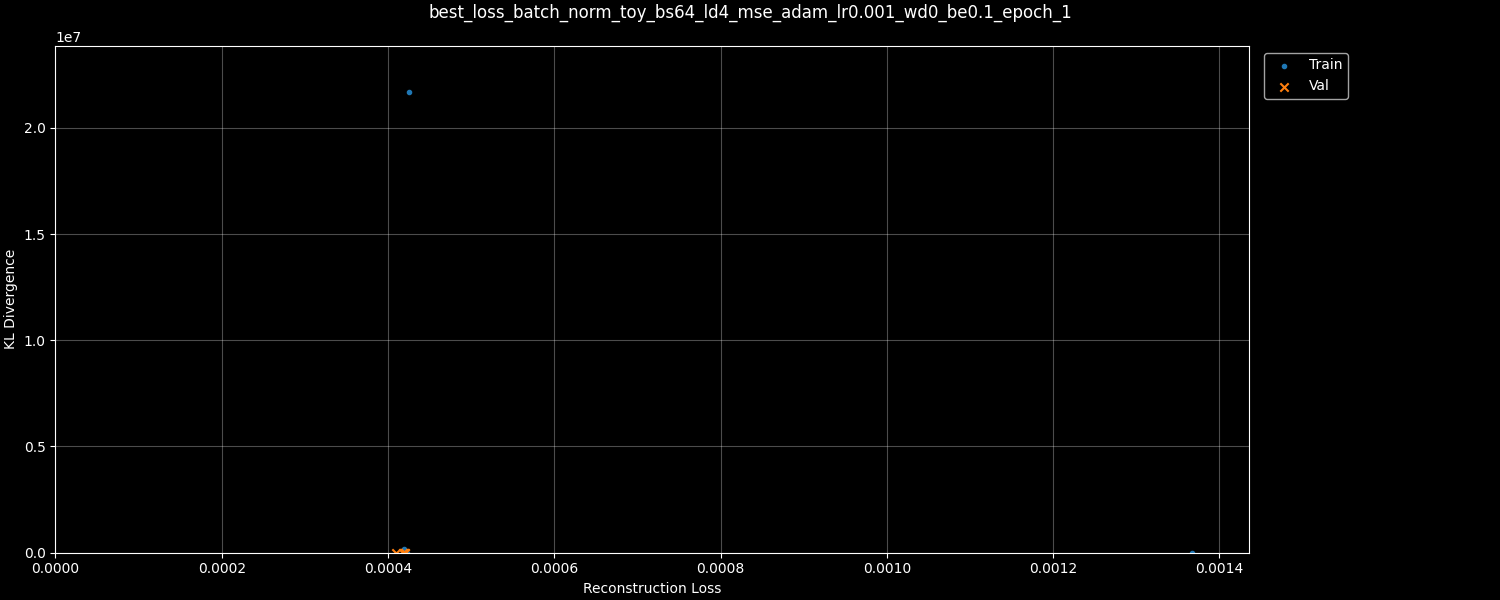 best_loss_batch_norm_toy_bs64_ld4_mse_adam_lr0.001_wd0_be0.1_epoch_1
1e7
Train
Val
2.0
1.5
1.0
0.5
0.0
KL Divergence
0.0000 0.0002 0.0004 0.0006 0.0008 0.0010 0.0012 0.0014
Reconstruction Loss